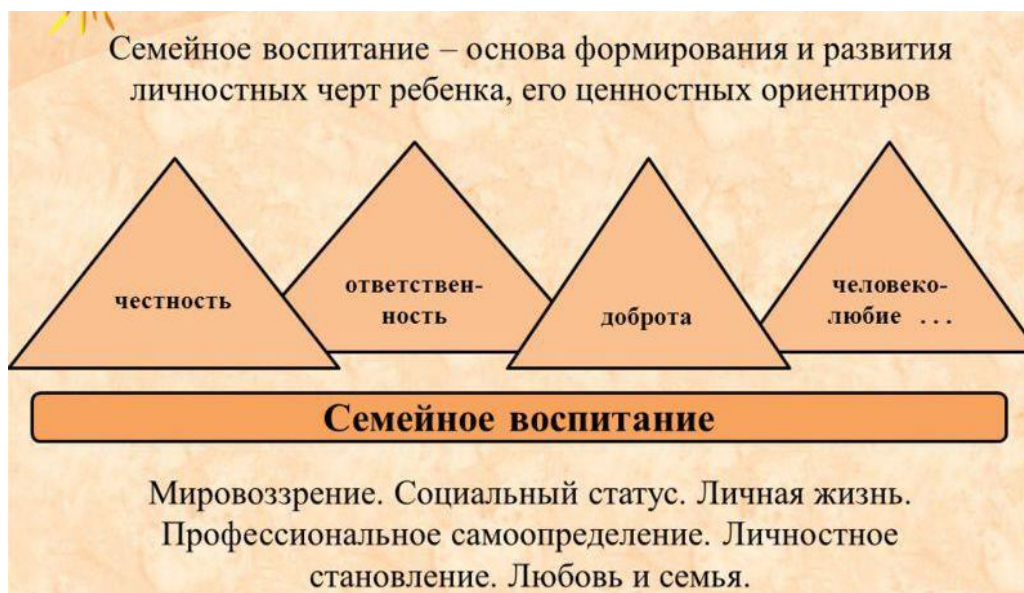 Семейное воспитание – основа формирования и развития
личностных черт ребенка, его ценностных ориентиров
честность
ответствен-
ность
доброта
человеко-
любие . . .
Семейное воспитание
Мировоззрение. Социальный статус. Личная жизнь.
Профессиональное самоопределение. Личностное
становление. Любовь и семья.